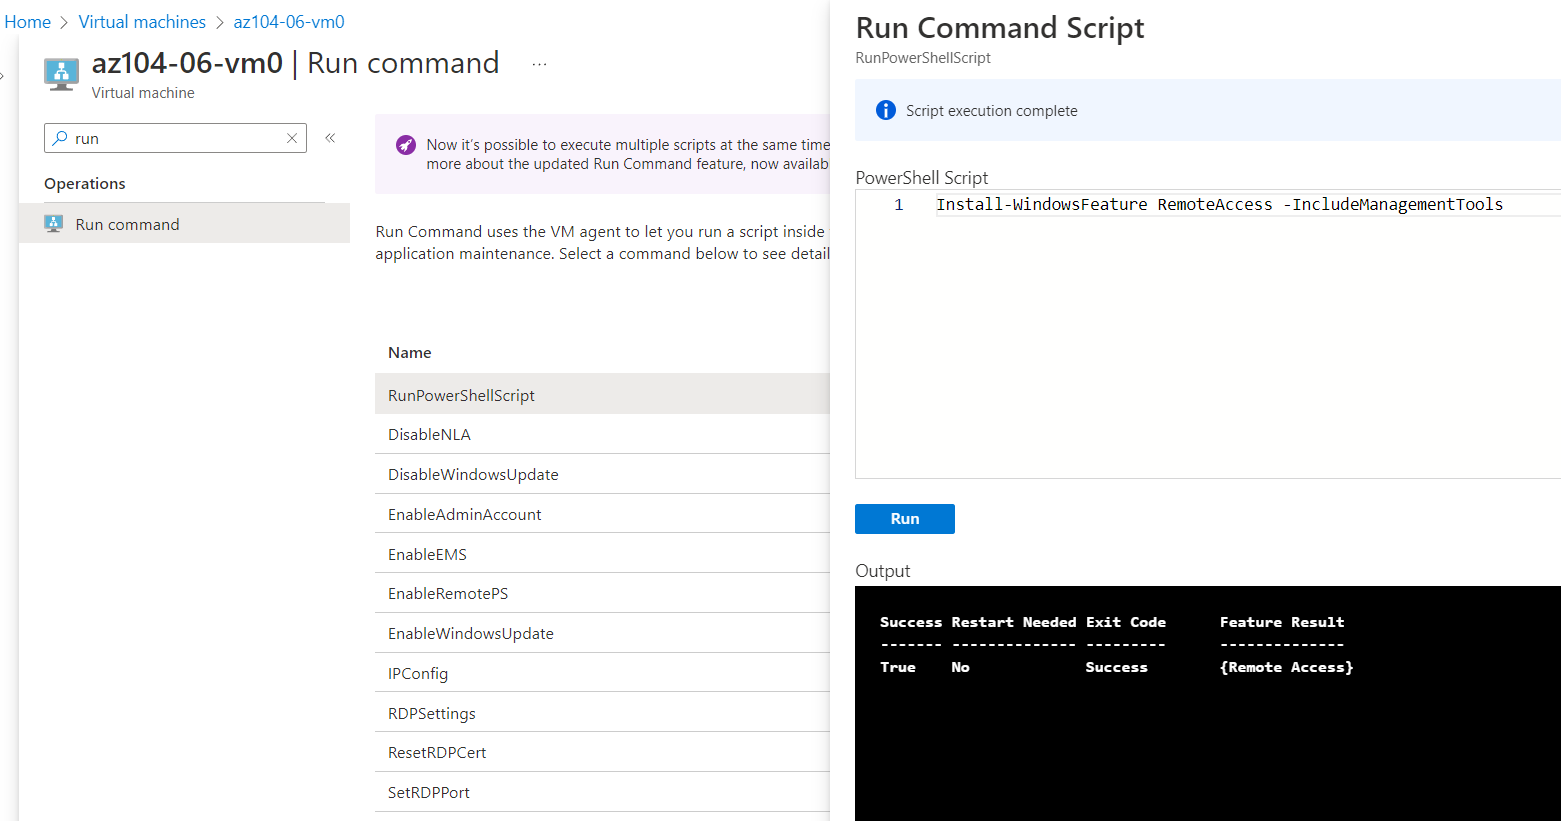 Home > Virtual machines > az104-06-vm0
az104-06-vm0 | Run command ...
Virtual machine
run
Operations
Run command
Now it's possible to execute multiple scripts at the same time
more about the updated Run Command feature, now availab
Run Command uses the VM agent to let you run a script inside
application maintenance. Select a command below to see detail
Name
RunPowerShellScript
DisableNLA
DisableWindowsUpdate
EnableAdminAccount
EnableEMS
EnableRemotePS
EnableWindowsUpdate
IPConfig
RDPSettings
ResetRDPCert
SetRDPPort
Run Command Script
RunPowerShellScript
Script execution complete
PowerShell Script
1 Install-WindowsFeature RemoteAccess -IncludeManagementTools
Run
Output
Success Restart Needed Exit Code Feature Result
------- -------------- --------- --------------
True No Success {Remote Access}